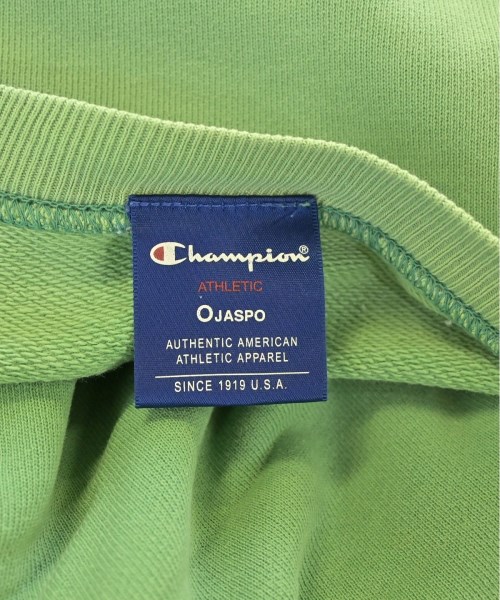 Champion
ATHLETIC
OJASPO
AUTHENTIC AMERICAN
ATHLETIC APPAREL
SINCE 1919 U.S.A.